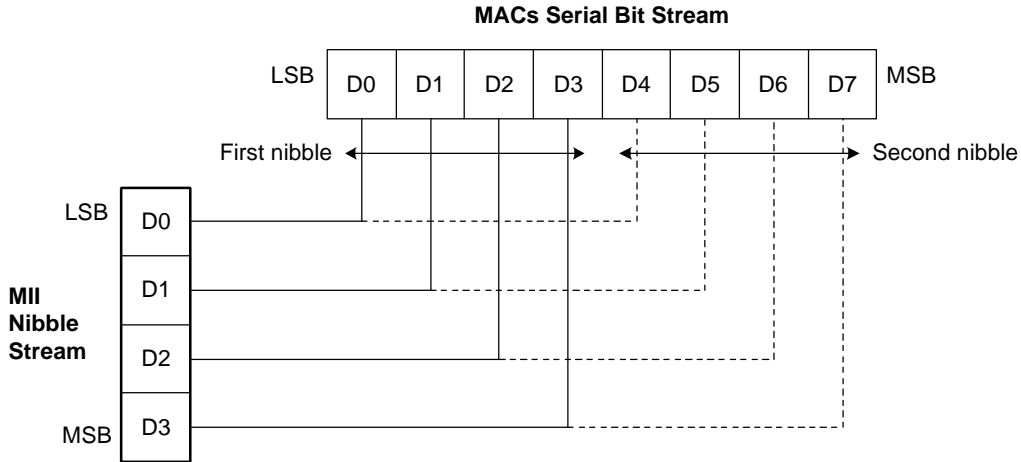 MACs Serial Bit Stream
LSB D0 D1 D2 D3 D4 D5 D6 D7 MSB
First nibble Second nibble
LSB D0
D1
MII
Nibble
Stream
D2
MSB D3